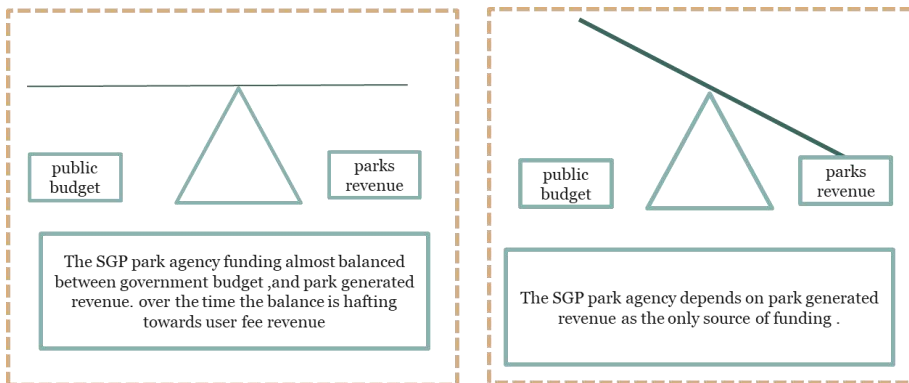 public
budget
parks
revenue
The SGP park agency funding almost balanced
between government budget ,and park generated
revenue. over the time the balance is hafting
towards user fee revenue
public
budget
parks
revenue
The SGP park agency depends on park generated
revenue as the only source of funding .